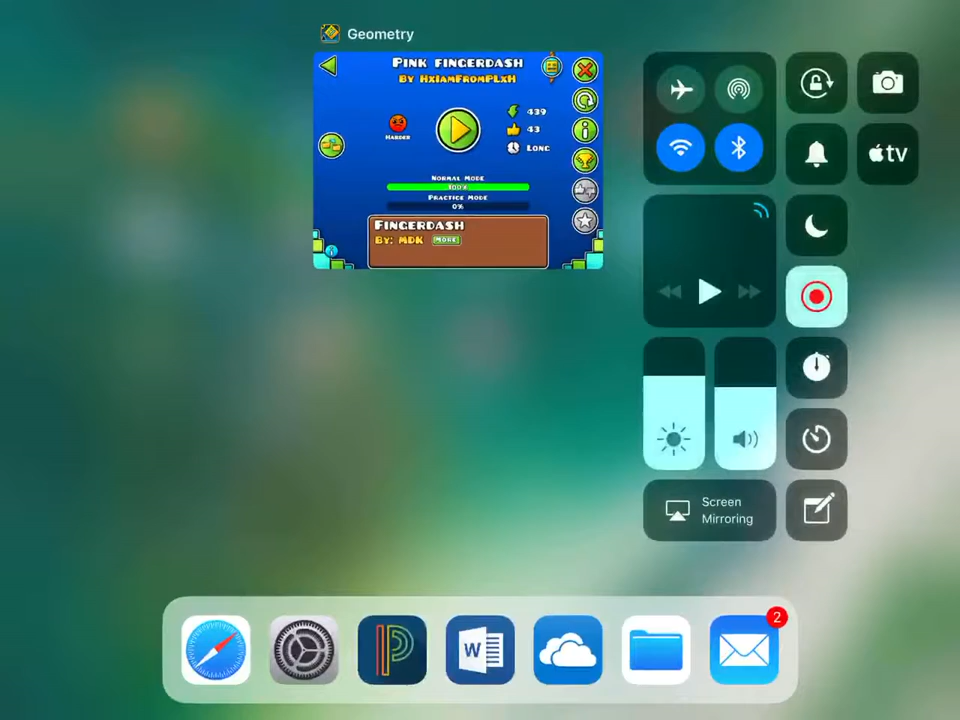 Geometry
Pink fingerdash
By HxiamFromPLxH
439
43
Long
Harder
Normal Mode
100%
Practice Mode
0%
Fingerdash
By: MDK More
tv
Screen
Mirroring
W
2